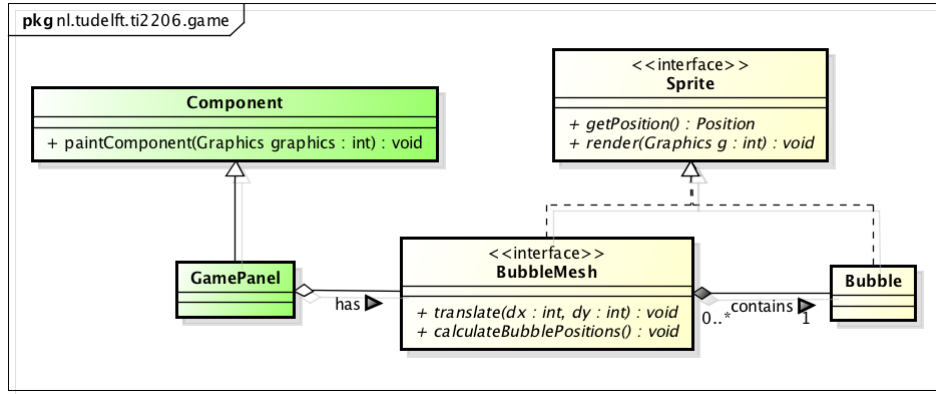 pkg nl.tudelft.ti2206.game
Component
+ paintComponent(Graphics graphics : int) : void
<<interface>>
Sprite
+ getPosition() : Position
+ render(Graphics g : int) : void
GamePanel
has
<<interface>>
BubbleMesh
+ translate(dx : int, dy : int) : void
+ calculateBubblePositions() : void
0..*
contains
1
Bubble